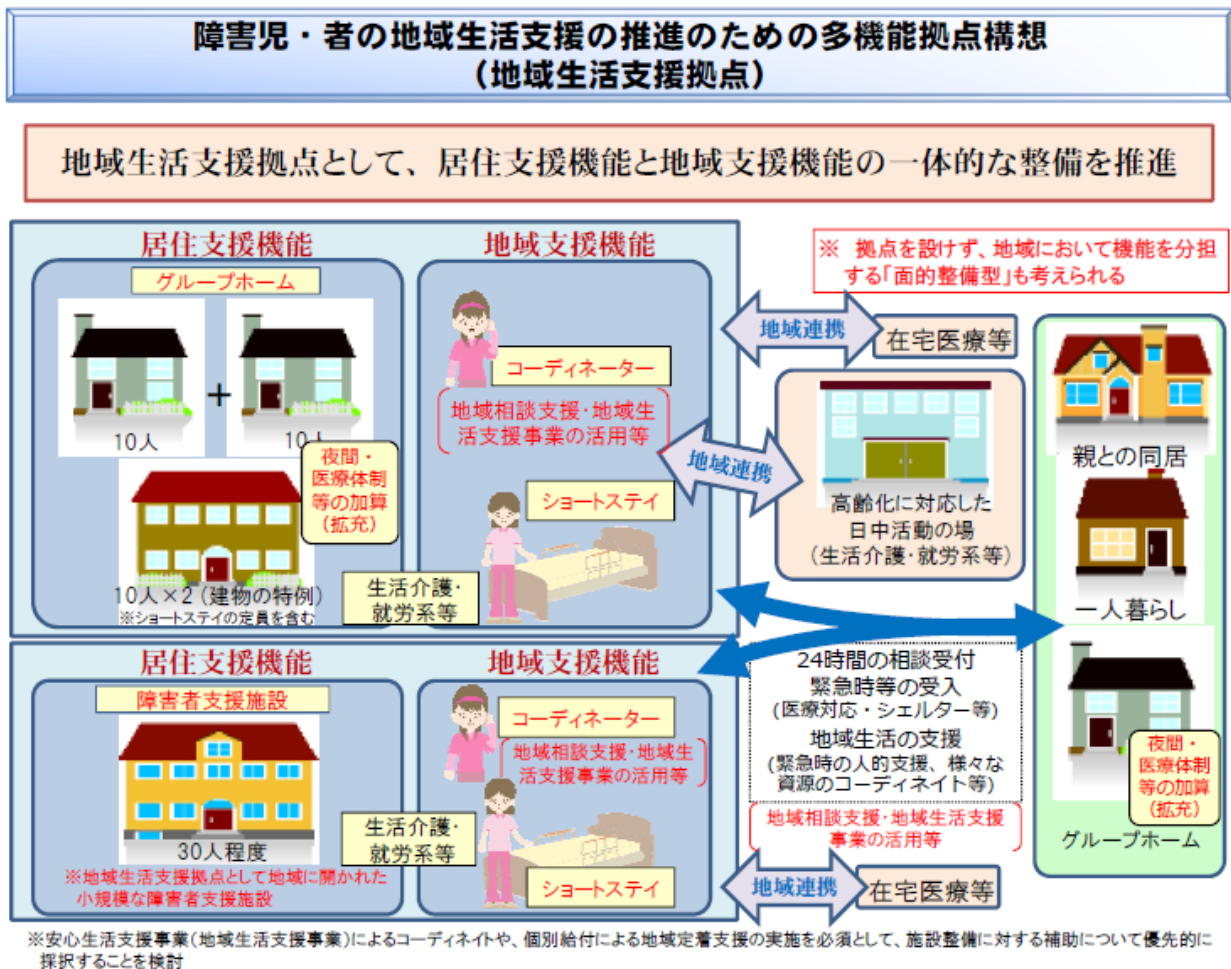 障害児・者の地域生活支援の推進のための多機能拠点構想
（地域生活支援拠点）
地域生活支援拠点として、居住支援機能と地域支援機能の一体的な整備を推進
居住支援機能
グループホーム
＋
10人
10人
夜間・
医療体制
等の加算
（拡充）
10人×2（建物の特例）
※ショートステイの定員を含む
地域支援機能
コーディネーター
地域相談支援・地域生
活支援事業の活用等
ショートステイ
生活介護・
就労系等
※ 拠点を設けず、地域において機能を分担
する「面的整備型」も考えられる
地域連携
在宅医療等
地域連携
高齢化に対応した
日中活動の場
（生活介護・就労系等）
親との同居
一人暮らし
夜間・
医療体制
等の加算
（拡充）
グループホーム
居住支援機能
障害者支援施設
30人程度
※地域生活支援拠点として地域に開かれた
小規模な障害者支援施設
地域支援機能
コーディネーター
地域相談支援・地域生
活支援事業の活用等
生活介護・
就労系等
ショートステイ
24時間の相談受付
緊急時等の受入
(医療対応・シェルター等)
地域生活の支援
(緊急時の人的支援、様々な
資源のコーディネイト等)
地域相談支援・地域生活支援
事業の活用等
地域連携
在宅医療等
※安心生活支援事業（地域生活支援事業）によるコーディネイトや、個別給付による地域定着支援の実施を必須として、施設整備に対する補助について優先的に
採択することを検討